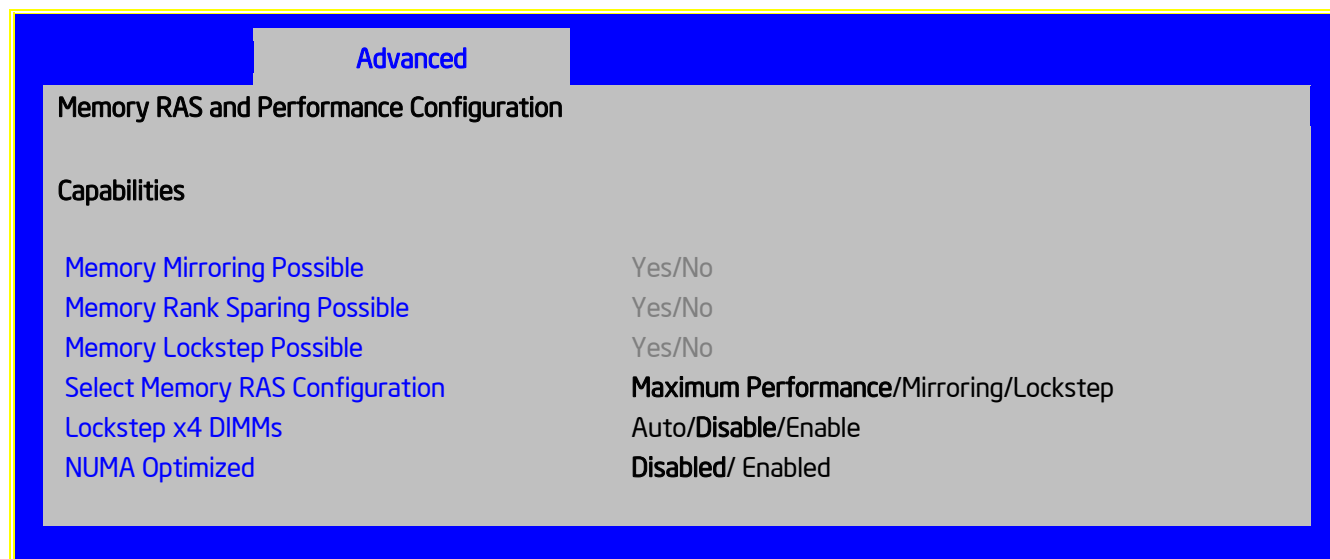 Advanced
Memory RAS and Performance Configuration
Capabilities
Memory Mirroring Possible Yes/No
Memory Rank Sparing Possible Yes/No
Memory Lockstep Possible Yes/No
Select Memory RAS Configuration Maximum Performance/Mirroring/Lockstep
Lockstep x4 DIMMs Auto/Disable/Enable
NUMA Optimized Disabled/ Enabled